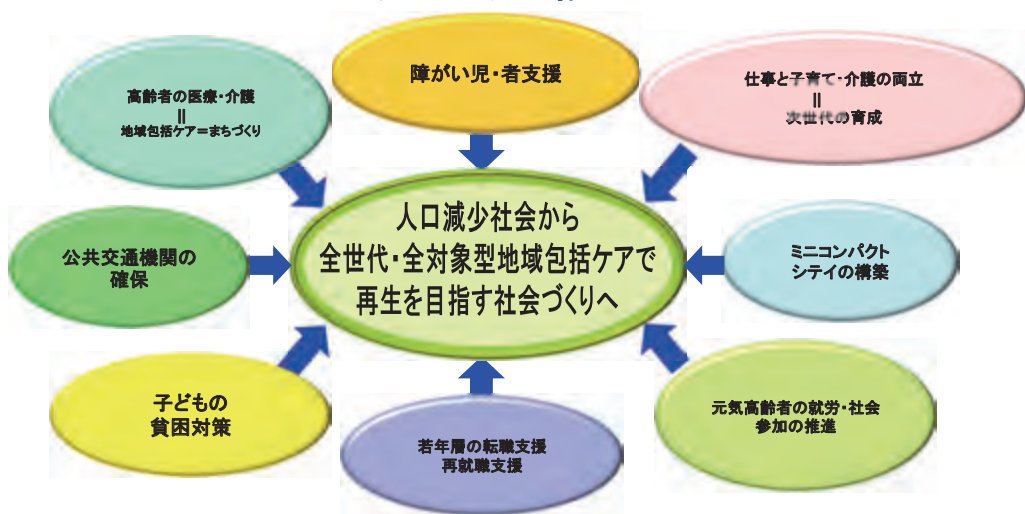 障がい児・者支援
高齢者の医療・介護
||
地域包括ケア＝まちづくり
仕事と子育て・介護の両立
||
次世代の育成
人口減少社会から
全世代・全対象型地域包括ケアで
再生を目指す社会づくりへ
公共交通機関の
確保
ミニコンパクト
シテイの構築
子どもの
貧困対策
若年層の転職支援
再就職支援
元気高齢者の就労・社会
参加の推進